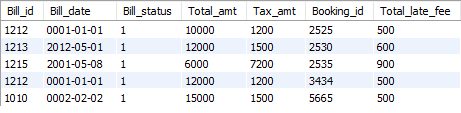 Bill_id Bill_date Bill_status Total_amt Tax_amt Booking_id Total_late_fee
1212 0001-01-01 1 10000 1200 2525 500
1213 2012-05-01 1 12000 1500 2530 600
1215 2001-05-08 1 6000 7200 2535 900
1212 0001-01-01 1 12000 1200 3434 500
1010 0002-02-02 1 15000 1500 5665 500